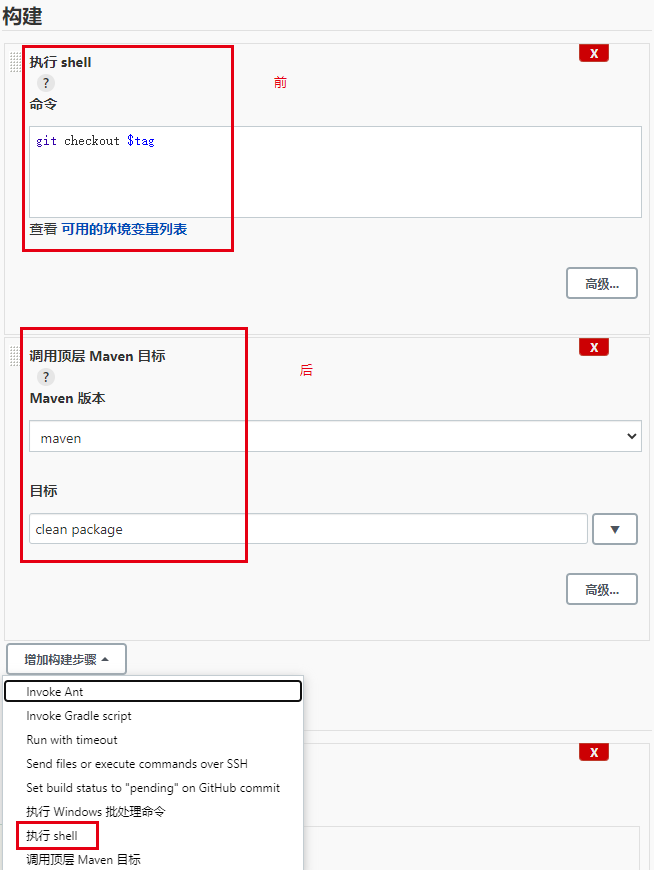 构建
执行 shell
X
?
前
命令
git checkout $tag
查看 可用的环境变量列表
高级...
调用顶层 Maven 目标
X
?
后
Maven 版本
maven
目标
clean package
高级...
增加构建步骤
Invoke Ant
Invoke Gradle script
Run with timeout
X
Send files or execute commands over SSH
Set build status to "pending" on GitHub commit
执行 Windows 批处理命令
执行 shell
调用顶层 Maven 目标